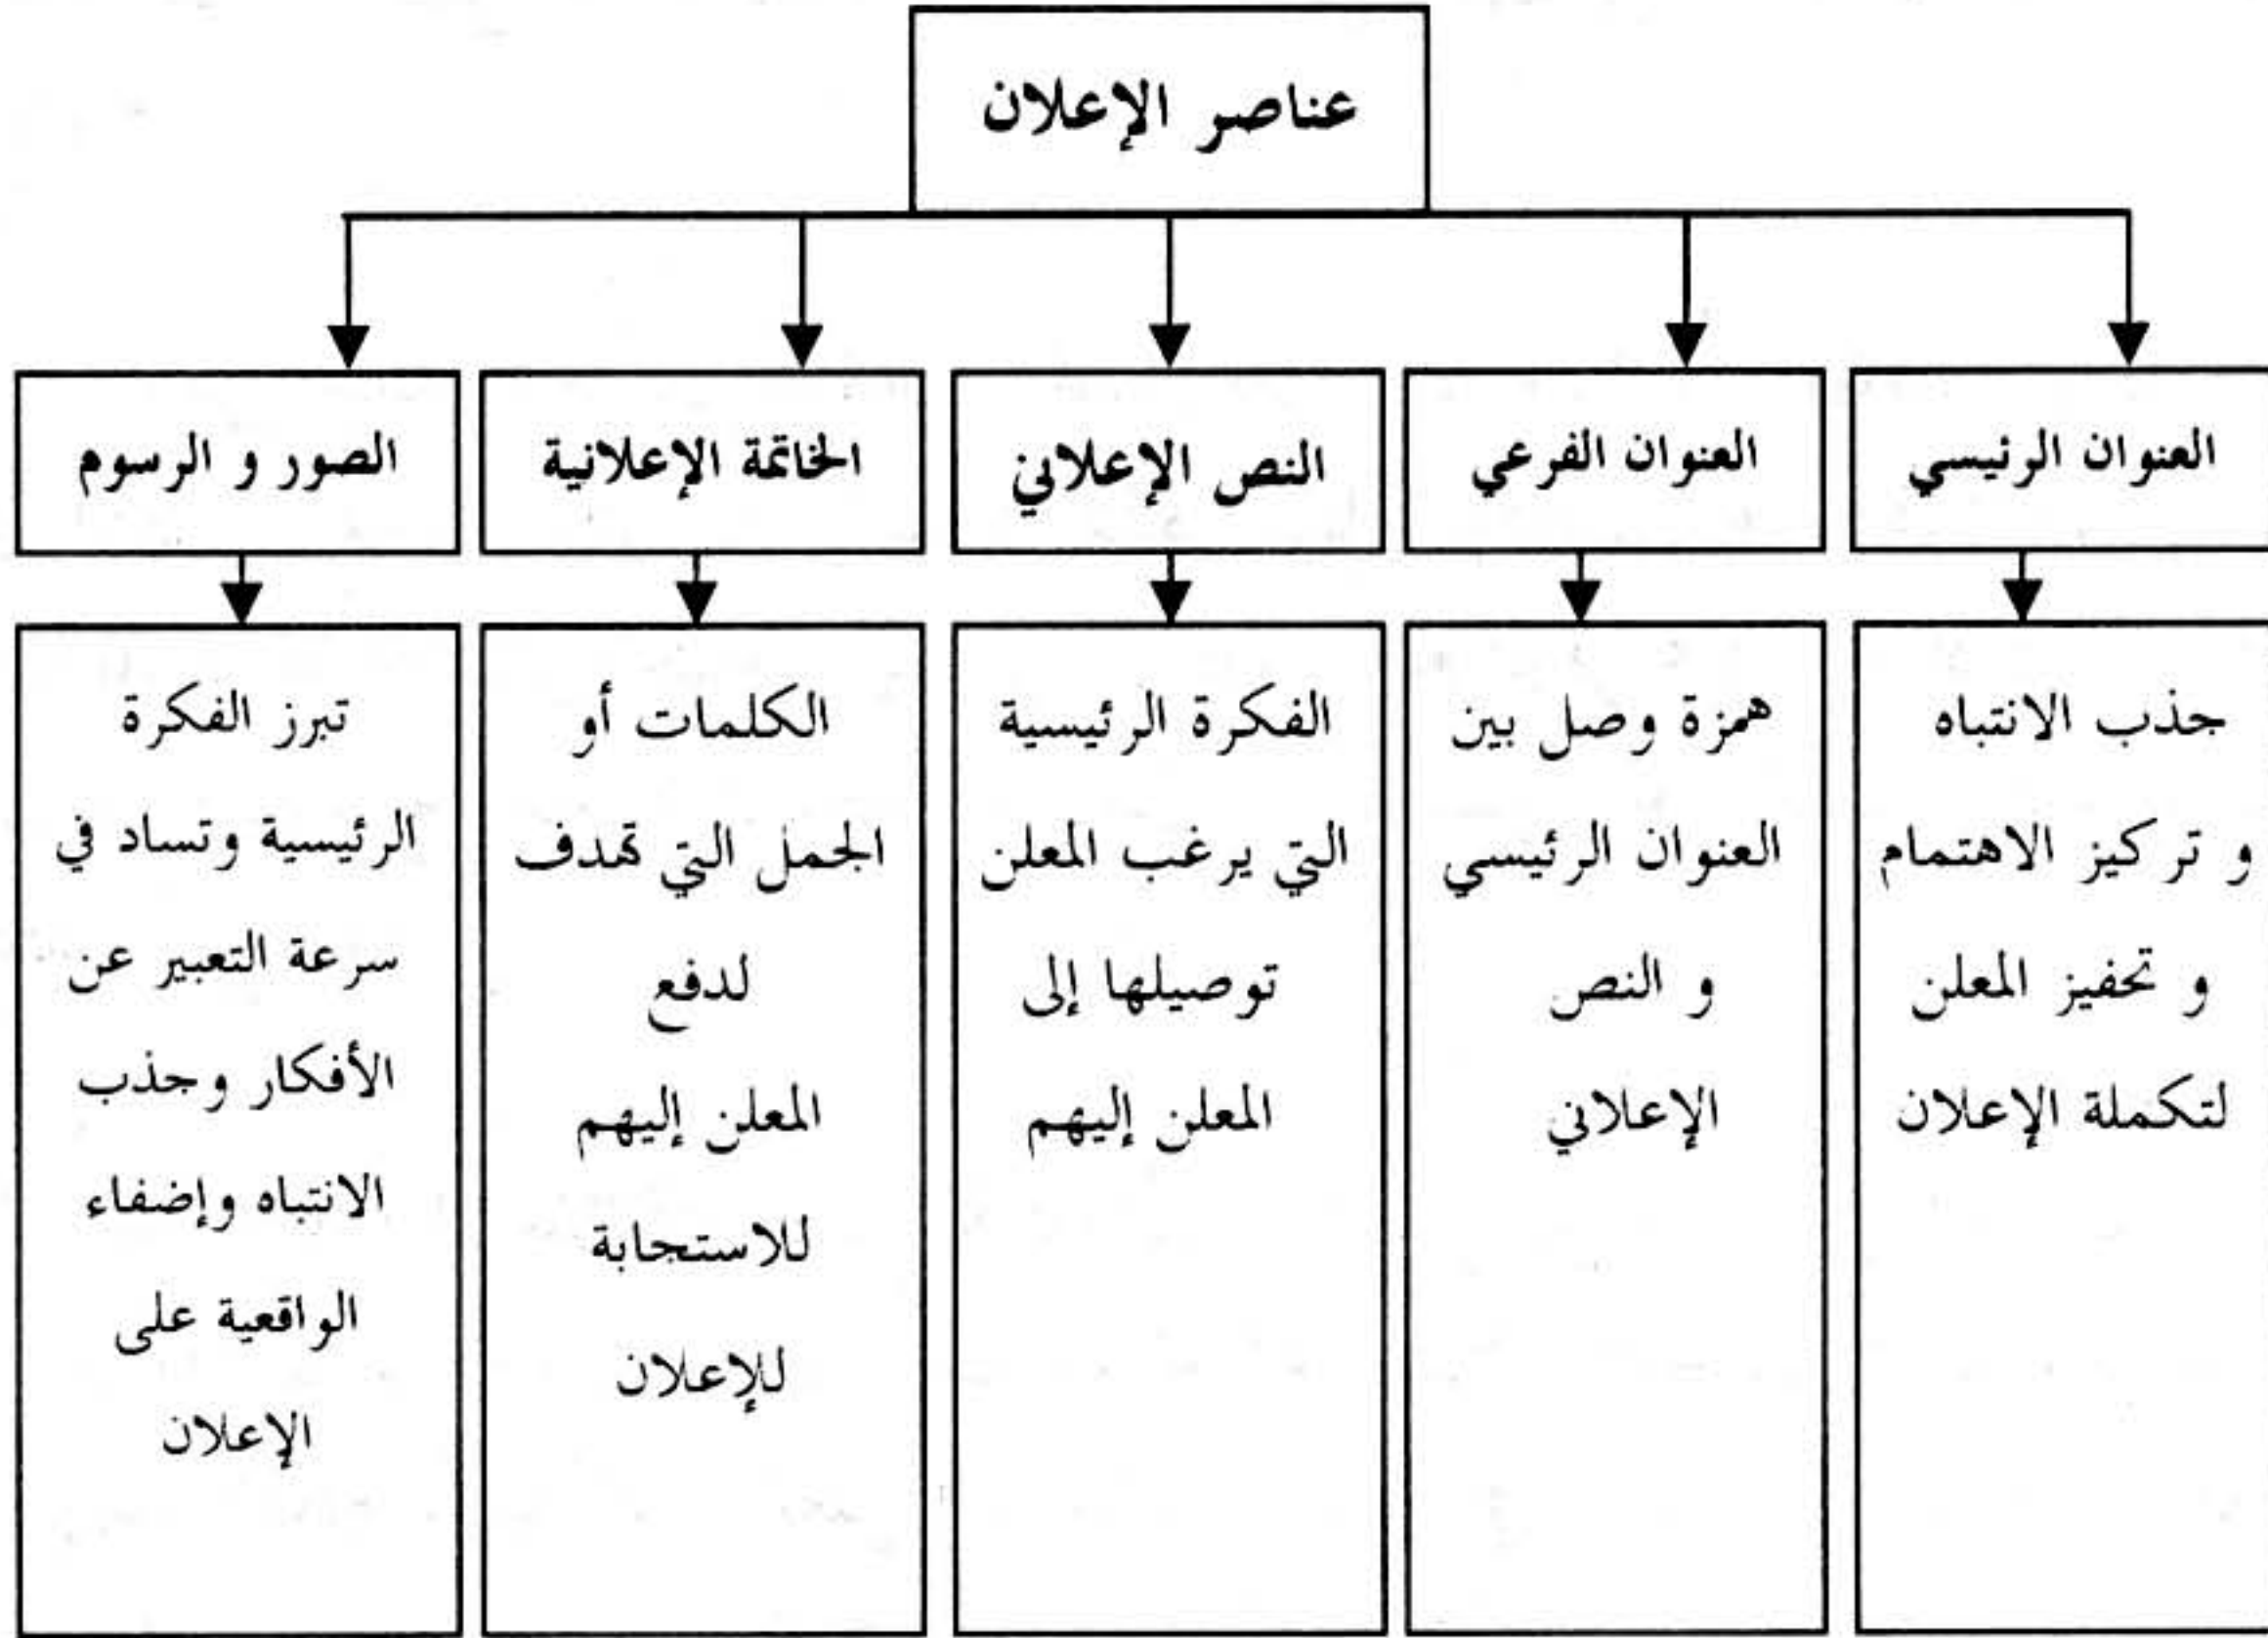 عناصر الإعلان
العنوان الرئيسي
العنوان الفرعي
النص الإعلاني
الخاتمة الإعلانية
الصور و الرسوم
جذب الانتباه
و تركيز الاهتمام
و تحفيز المعلن
لتكملة الإعلان
همزة وصل بين
العنوان الرئيسي
و النص
الإعلاني
الفكرة الرئيسية
التي يرغب المعلن
توصيلها إلى
المعلن إليهم
الكلمات أو
الجمل التي تهدف
لدفع
المعلن إليهم
للاستجابة
للإعلان
تبرز الفكرة
الرئيسية وتساد في
سرعة التعبير عن
الأفكار وجذب
الانتباه وإضفاء
الواقعية على
الإعلان